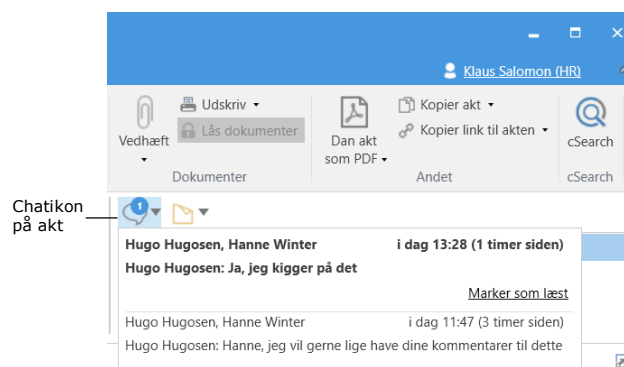 Klaus Salomon (HR)
Udskriv
Kopier akt
Vedhæft
Lås dokumenter
Dan akt
som PDF
Kopier link til akten
cSearch
Dokumenter
Andet
cSearch
Chatikon
på akt
1
Hugo Hugosen, Hanne Winter i dag 13:28 (1 timer siden)
Hugo Hugosen: Ja, jeg kigger på det
Marker som læst
Hugo Hugosen, Hanne Winter i dag 11:47 (3 timer siden)
Hugo Hugosen: Hanne, jeg vil gerne lige have dine kommentarer til dette